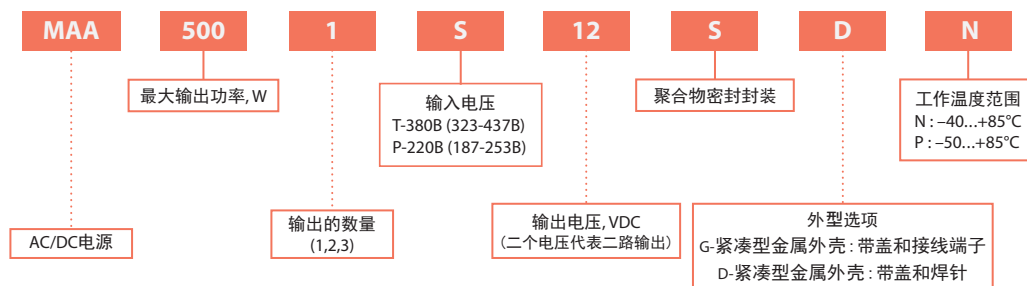 MAA 500 1 S 12 S D N
最大输出功率, W
输入电压
T-380B (323-437B)
P-220B (187-253B)
聚合物密封封装
工作温度范围
N : –40...+85°C
P : –50...+85°C
AC/DC电源
输出的数量
(1,2,3)
输出电压, VDC
(二个电压代表二路输出)
外型选项
G-紧凑型金属外壳 : 带盖和接线端子
D-紧凑型金属外壳 : 带盖和焊针